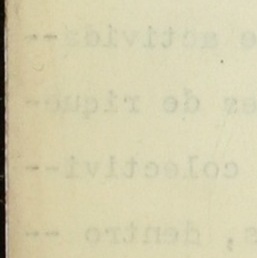 e activida--
es de rique-
colectivi--
s, dentro --